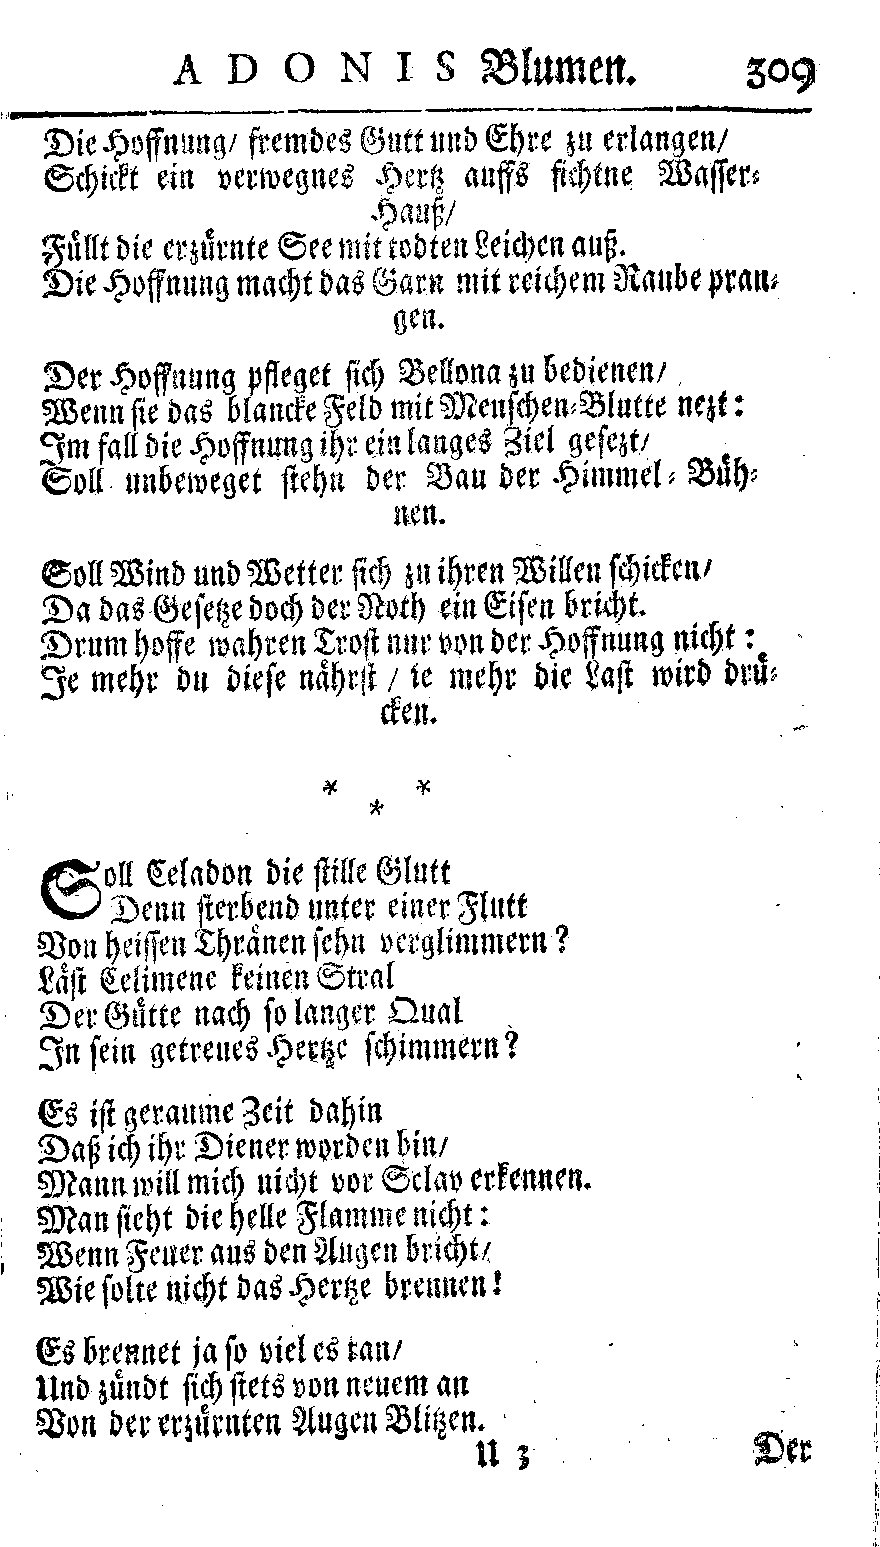 ADONIS Blumen. 309
Die Hoffnung/ fremdes Gutt und Ehre zu erlangen/
Schickt ein verwegnes Hertz auffs fichtne Wasser-
Hauß/
Füllt die erzürnte See mit todten Leichen auß.
Die Hoffnung macht das Garn mit reichem Raube pran-
gen.
Der Hoffnung pfleget sich Bellona zu bedienen/
Wenn sie das blancke Feld mit Menschen-Blutte nezt:
Im fall die Hoffnung ihr ein langes Ziel gesezt/
Soll unbeweget stehn der Bau der Himmel-Büh-
nen.
Soll Wind und Wetter sich zu ihren Willen schicken/
Da das Gesetze doch der Noth ein Eisen bricht.
Drum hoffe wahren Trost nur von der Hoffnung nicht:
Je mehr du diese nährst / ie mehr die Last wird drü-
cken.
* *
*
Soll Celadon die stille Glutt
Denn sterbend unter einer Flutt
Von heissen Thränen sehn verglimmern?
Läst Celimene keinen Stral
Der Gütte nach so langer Qual
In sein getreues Hertze schimmern?
Es ist geraume Zeit dahin
Daß ich ihr Diener worden bin/
Mann will mich nicht vor Sclav erkennen.
Man sieht die helle Flamme nicht:
Wenn Feuer aus den Augen bricht/
Wie solte nicht das Hertze brennen!
Es brennet ja so viel es kan/
Und zündt sich stets von neuem an
Von der erzürnten Augen Blitzen.
U 3 Der